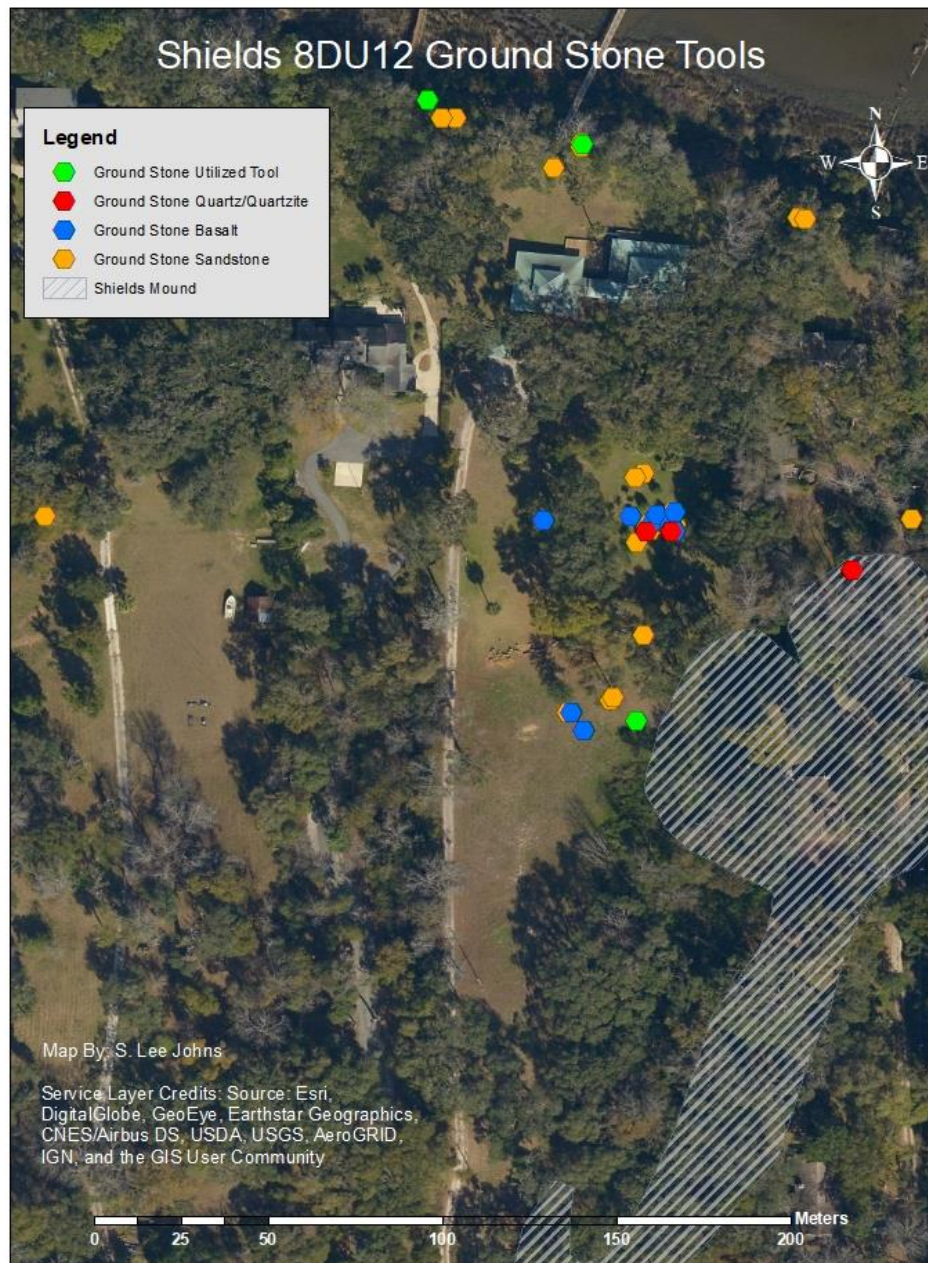 Shields 8DU12 Ground Stone Tools
Legend
Ground Stone Utilized Tool
Ground Stone Quartz/Quartzite
Ground Stone Basalt
Ground Stone Sandstone
Shields Mound
N
W E
S
Map By: S. Lee Johns
Service Layer Credits: Source: Esri,
DigitalGlobe, GeoEye, Earthstar Geographics,
CNES/Airbus DS, USDA, USGS, AeroGRID,
IGN, and the GIS User Community
Meters
0 25 50 100 150 200